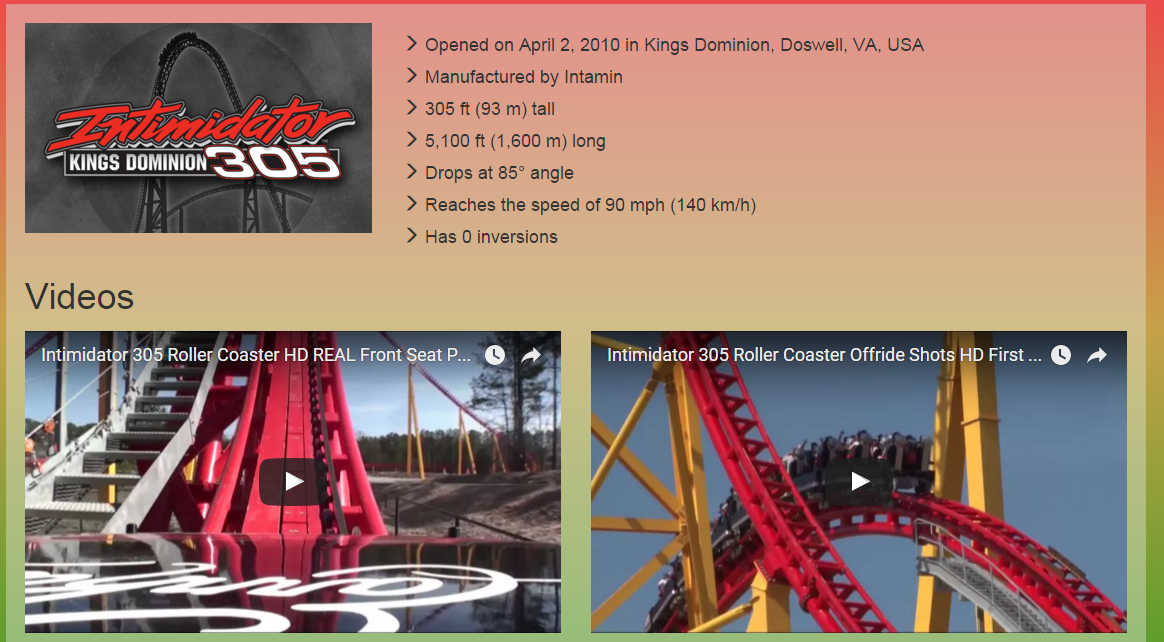 Intimidator
KINGS DOMINION 305
Opened on April 2, 2010 in Kings Dominion, Doswell, VA, USA
Manufactured by Intamin
305 ft (93 m) tall
5,100 ft (1,600 m) long
Drops at 85° angle
Reaches the speed of 90 mph (140 km/h)
Has 0 inversions
Videos
Intimidator 305 Roller Coaster HD REAL Front Seat P...
Intimidator 305 Roller Coaster Offride Shots HD First ...